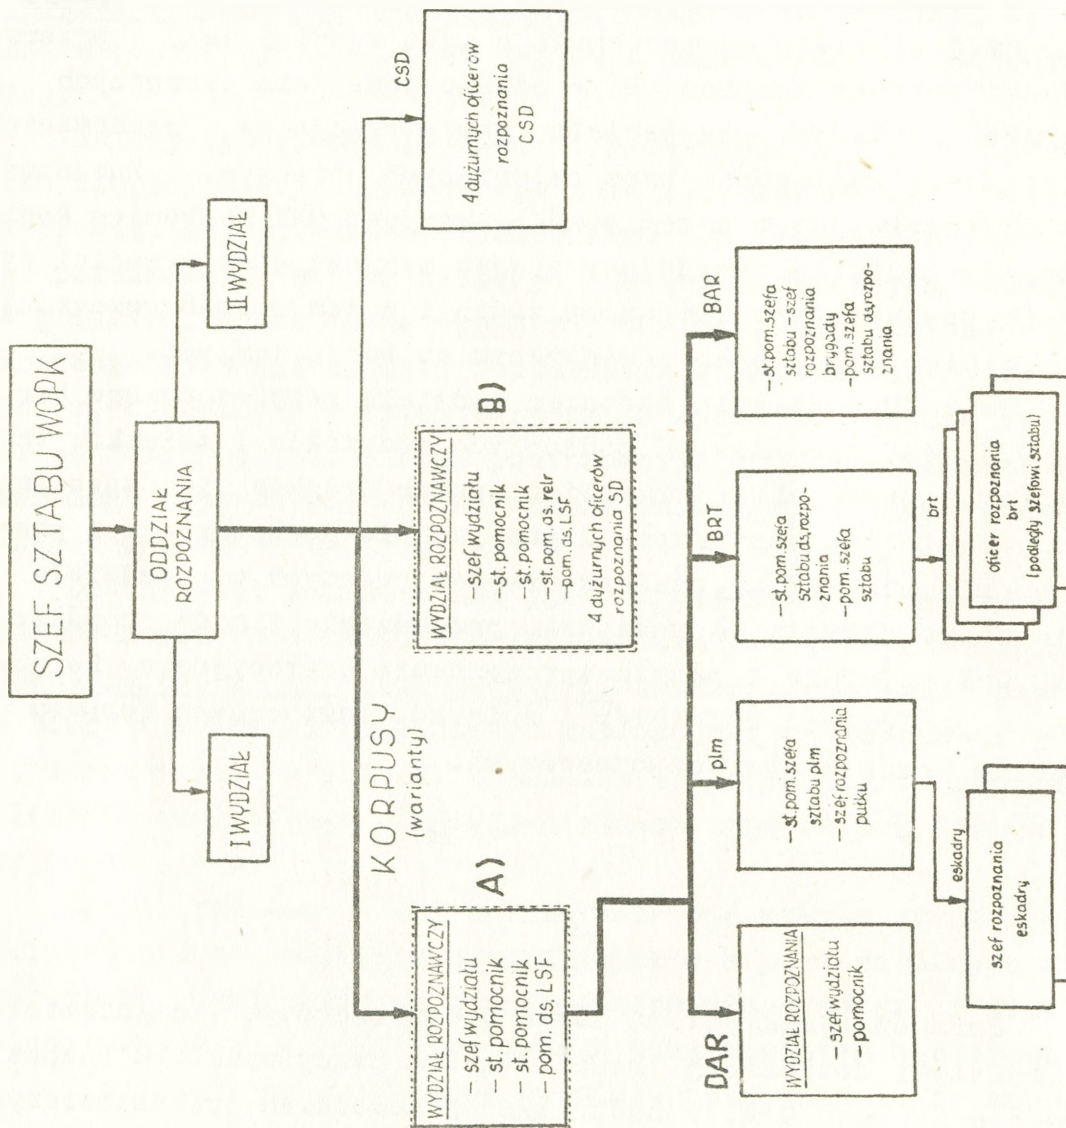 SZEF SZTABU WOPK
ODDZIAŁ
ROZPOZNANIA
I WYDZIAŁ
II WYDZIAŁ
KORPUSY
(warianty)
A)
WYDZIAŁ ROZPOZNAWCZY
– szef wydziału
– st. pomocnik
– st. pomocnik
– pom. ds. LSF
B)
WYDZIAŁ ROZPOZNAWCZY
– szef wydziału
– st. pomocnik
– st. pomocnik
– st. pom. ds. relr
– pom. ds. LSF
4 dyżurnych oficerów
rozpoznania SD
CSD
4 dyżurnych oficerow
rozpoznania
CSD
DAR
WYDZIAŁ ROZPOZNANIA
– szef wydziału
– pomocnik
plm
– st. pom. szefa
sztabu plm
– szef rozpoznania
pułku
BRT
– st. pom. szefa
sztabu ds. rozpo-
znania
– pom. szefa
sztabu
BAR
– st. pom. szefa
sztabu – szef
rozpoznania
brygady
– pom. szefa
sztabu ds. rozpo-
znania
eskadry
szef rozpoznania
eskadry
brt
oficer rozpoznania
brt
(podległy szefowi sztabu)